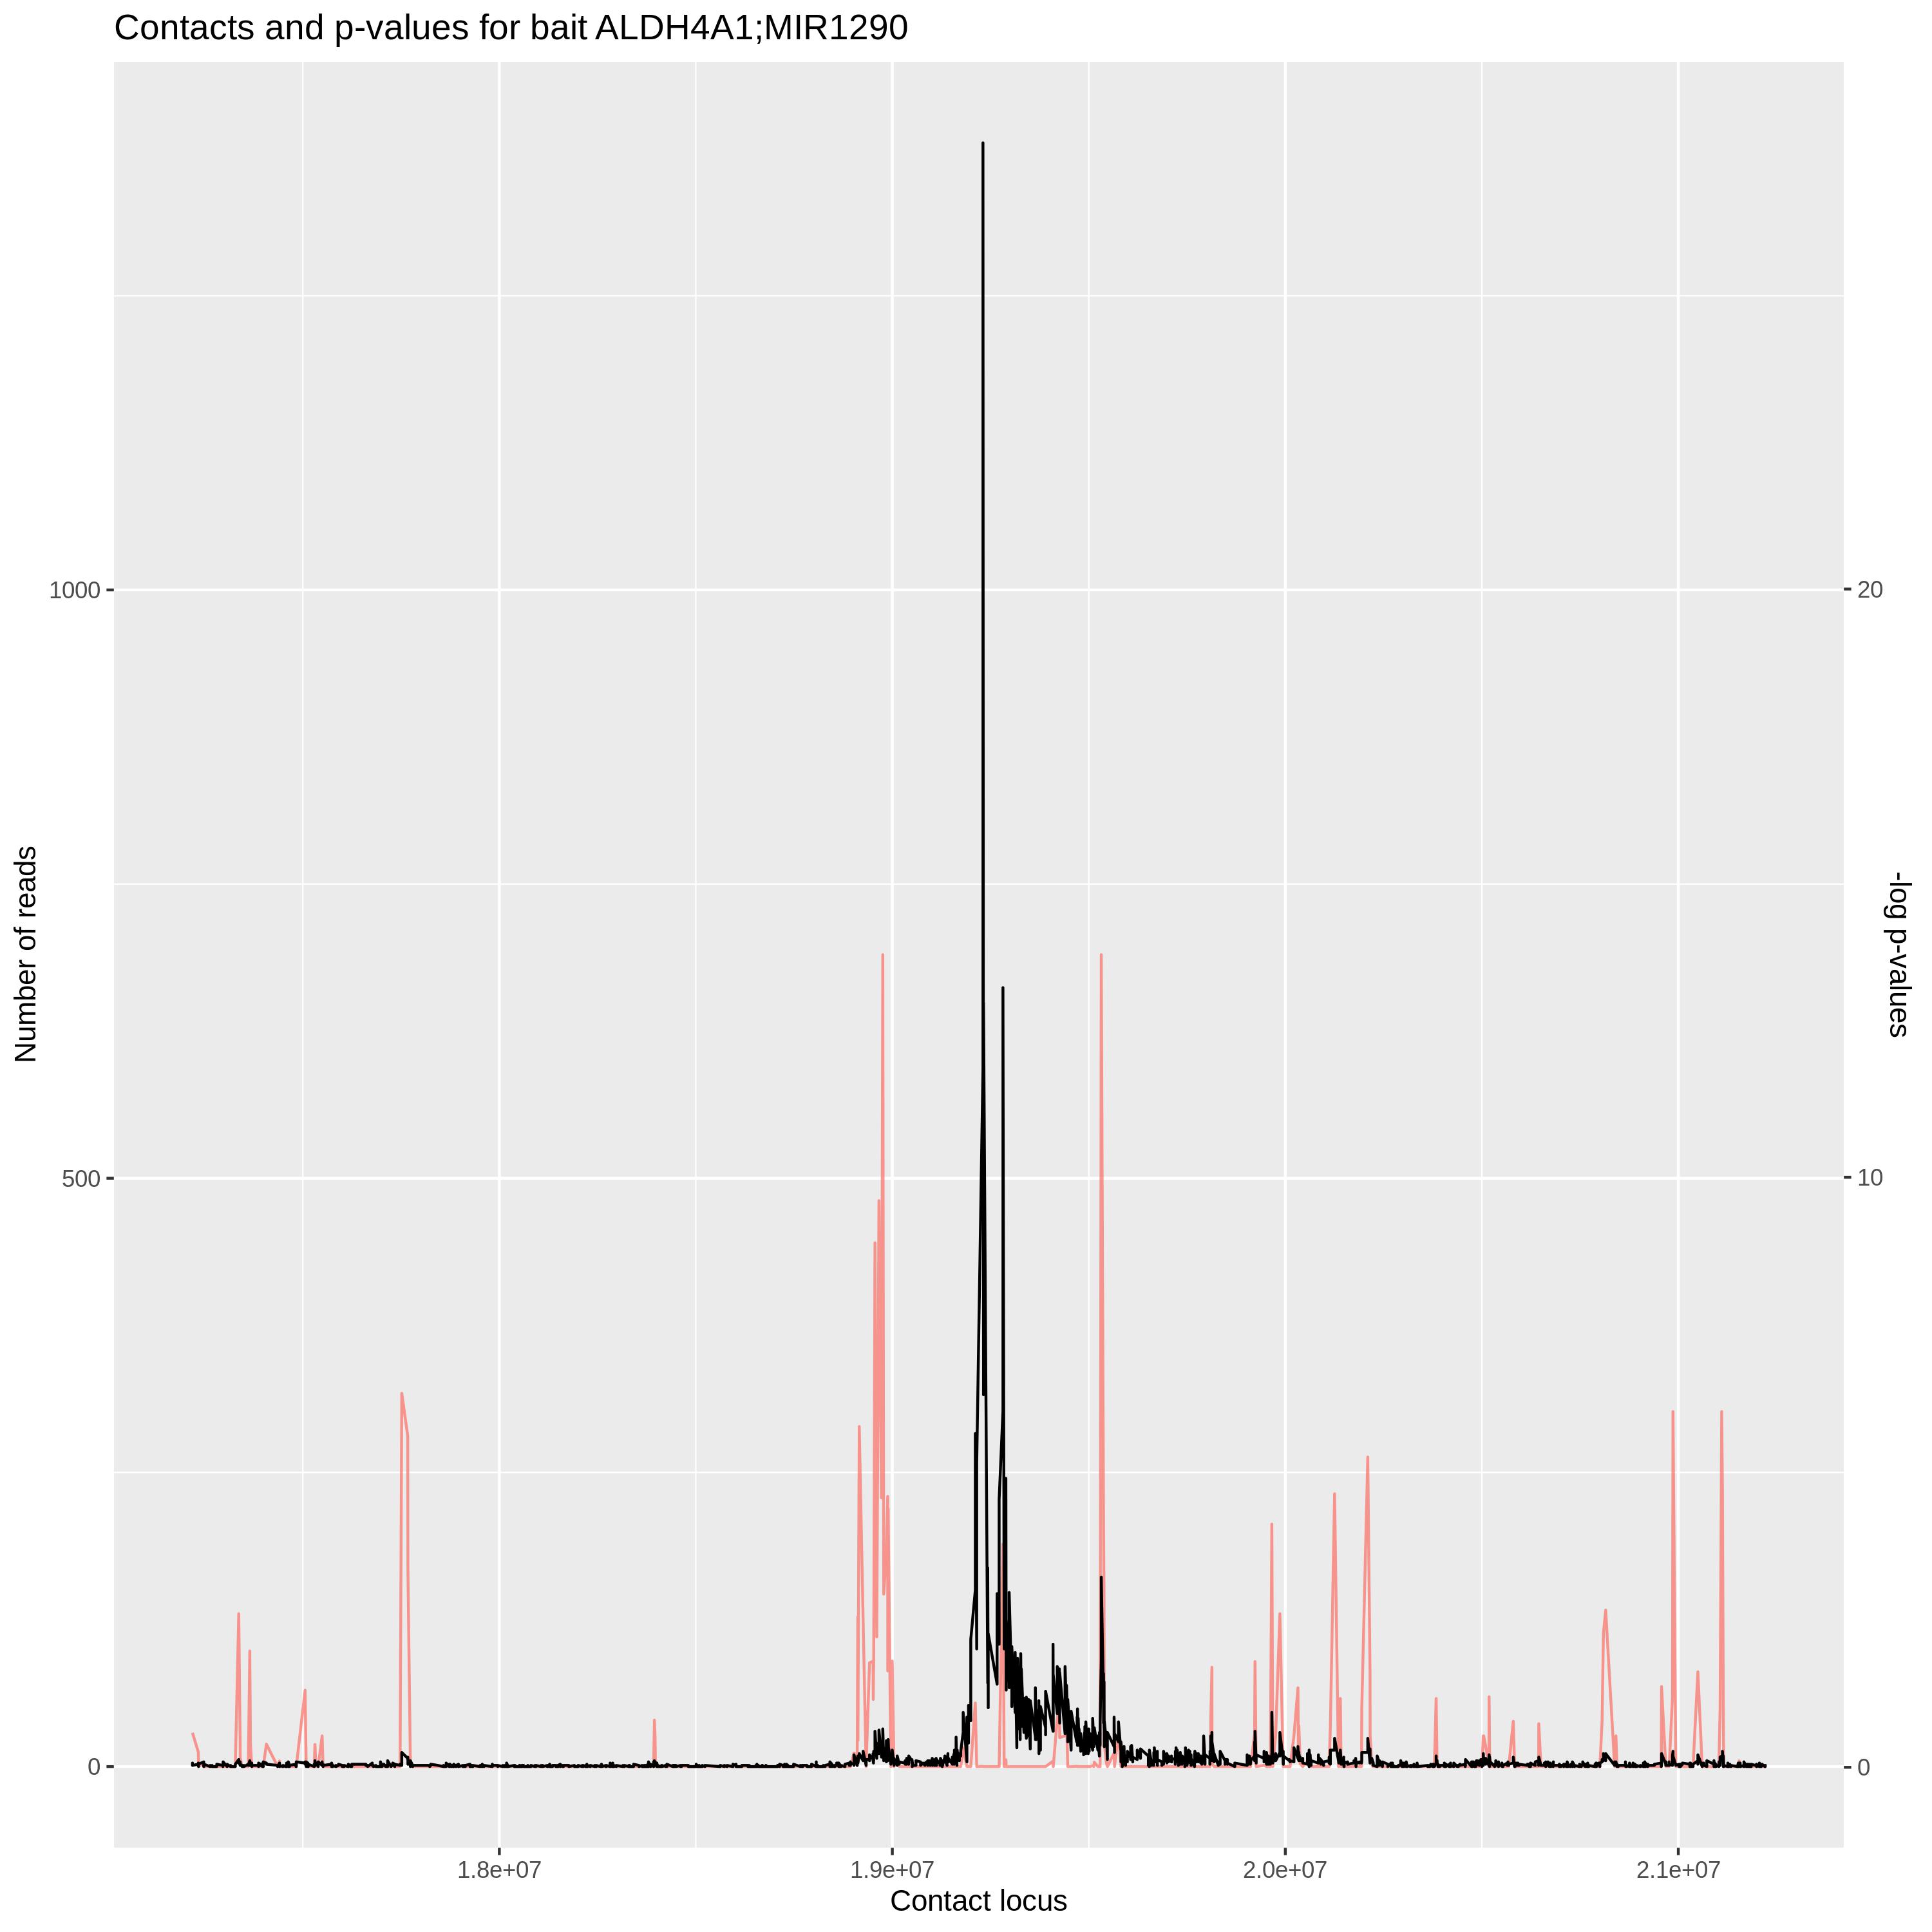 Contacts and p-values for bait ALDH4A1;MIR1290
Number of reads
1000
500
0
20
10
0
-log p-values
1.8e+07
1.9e+07
2.0e+07
2.1e+07
Contact locus